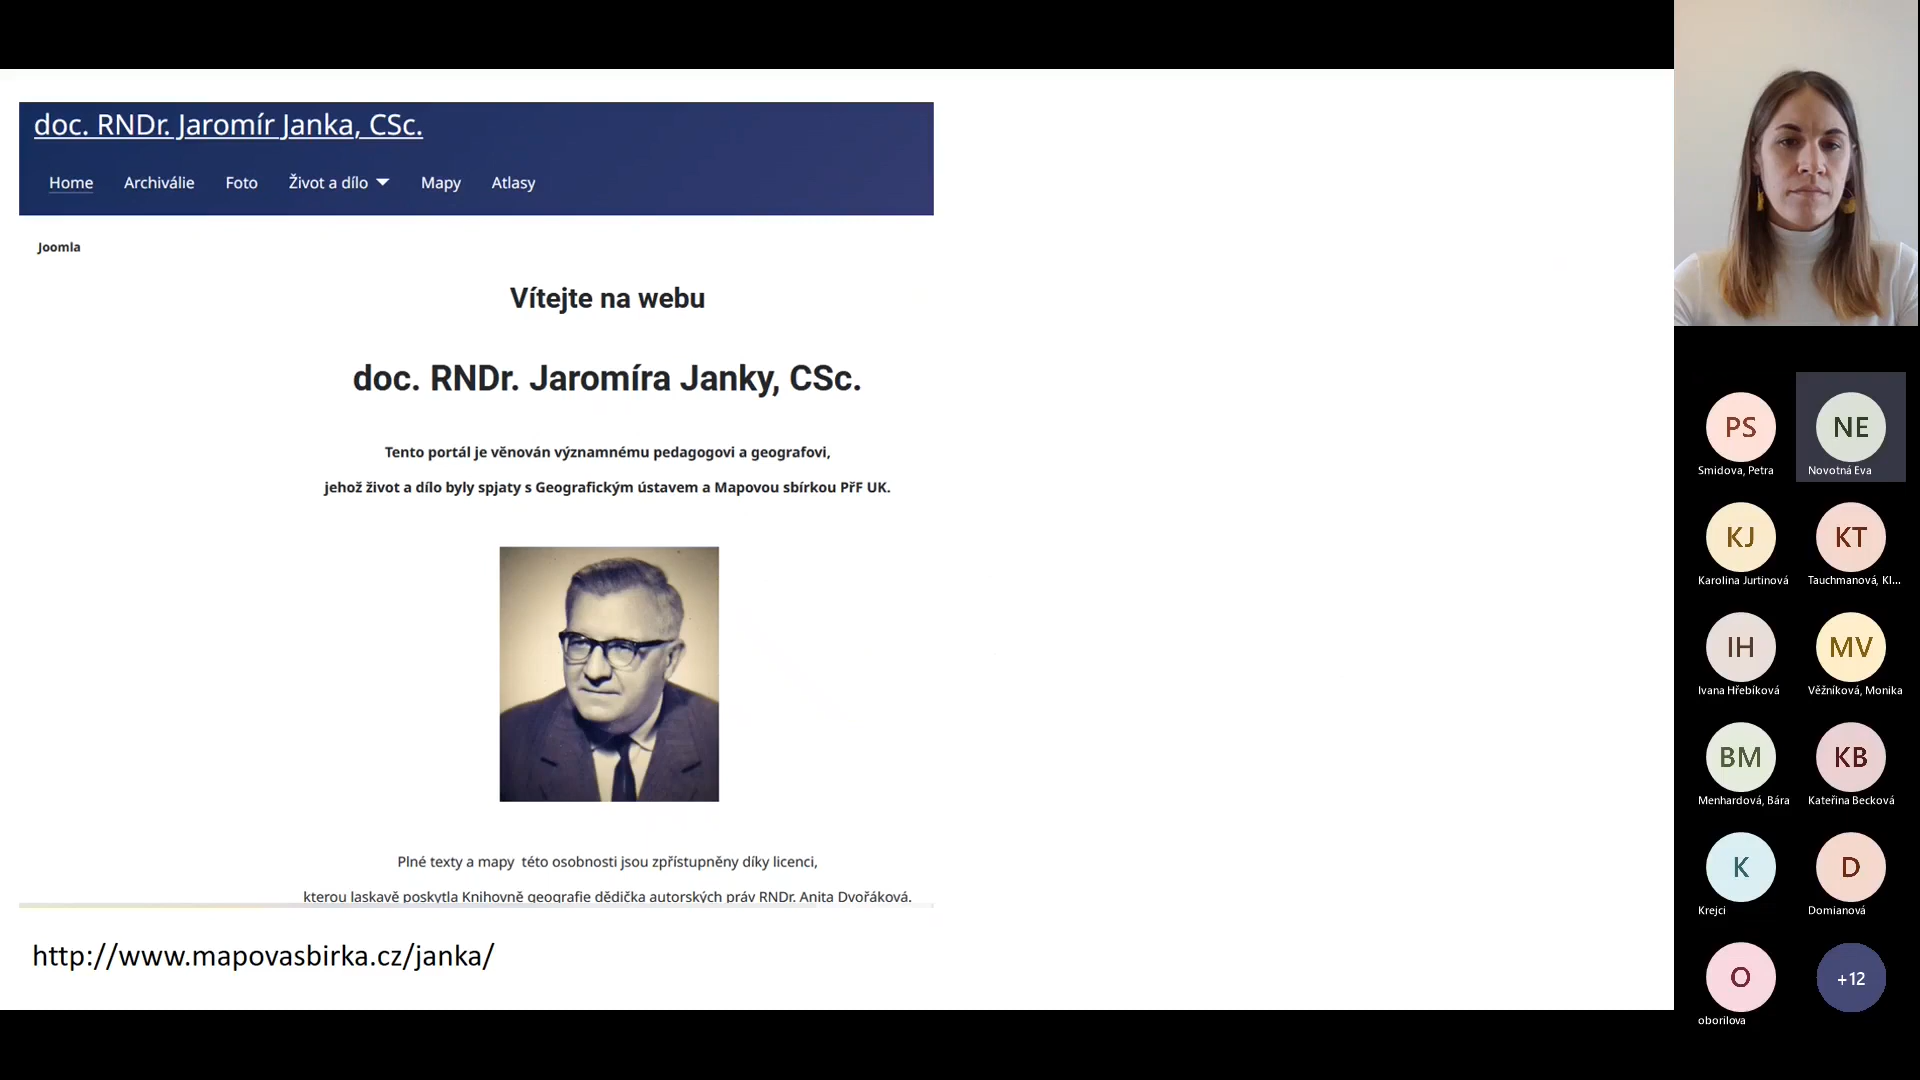 doc. RNDr. Jaromír Janka, CSc.
Home Archiválie Foto Život a dílo Mapy Atlasy
Joomla
Vítejte na webu
doc. RNDr. Jaromíra Janky, CSc.
Tento portál je věnován významnému pedagogovi a geografovi,
jehož život a dílo byly spjaty s Geografickým ústavem a Mapovou sbírkou PřF UK.
Plné texty a mapy této osobnosti jsou zpřístupněny díky licenci,
kterou laskavě poskytla Knihovně geografie dědička autorských práv RNDr. Anita Dvořáková.
http://www.mapovasbirka.cz/janka/
PS NE
Smidova, Petra Novotná Eva
KJ KT
Karolina Jurtinová Tauchmanová, Kl...
IH MV
Ivana Hřebíková Věžníková, Monika
BM KB
Menhardová, Bára Kateřina Becková
K D
Krejci Domianová
O +12
oborilova